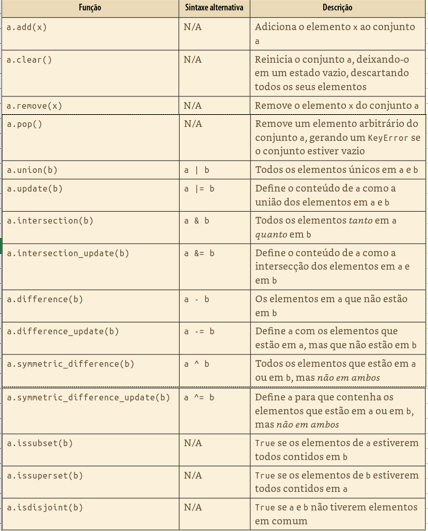 Função Sintaxe alternativa Descrição
a.add(x) N/A Adiciona o elemento x ao conjunto
a
a.clear() N/A Reinicia o conjunto a, deixando-o
em um estado vazio, descartando
todos os seus elementos
a.remove(x) N/A Remove o elemento x do conjunto a
a.pop() N/A Remove um elemento arbitrário do
conjunto a, gerando um KeyError se
o conjunto estiver vazio
a.union(b) a | b Todos os elementos únicos em a e b
a.update(b) a |= b Define o conteúdo de a como a
união dos elementos em a e b
a.intersection(b) a & b Todos os elementos tanto em a
quanto em b
a.intersection_update(b) a &= b Define o conteúdo de a como a
intersecção dos elementos em a e
em b
a.difference(b) a - b Os elementos em a que não estão
em b
a.difference_update(b) a -= b Define a com os elementos que
estão em a, mas que não estão em b
a.symmetric_difference(b) a ^ b Todos os elementos que estão em a
ou em b, mas não em ambos
a.symmetric_difference_update(b) a ^= b Define a para que contenha os
elementos que estão em a ou em b,
mas não em ambos
a.issubset(b) N/A True se os elementos de a estiverem
todos contidos em b
a.issuperset(b) N/A True se os elementos de b estiverem
todos contidos em a
a.isdisjoint(b) N/A True se a e b não tiverem elementos
em comum